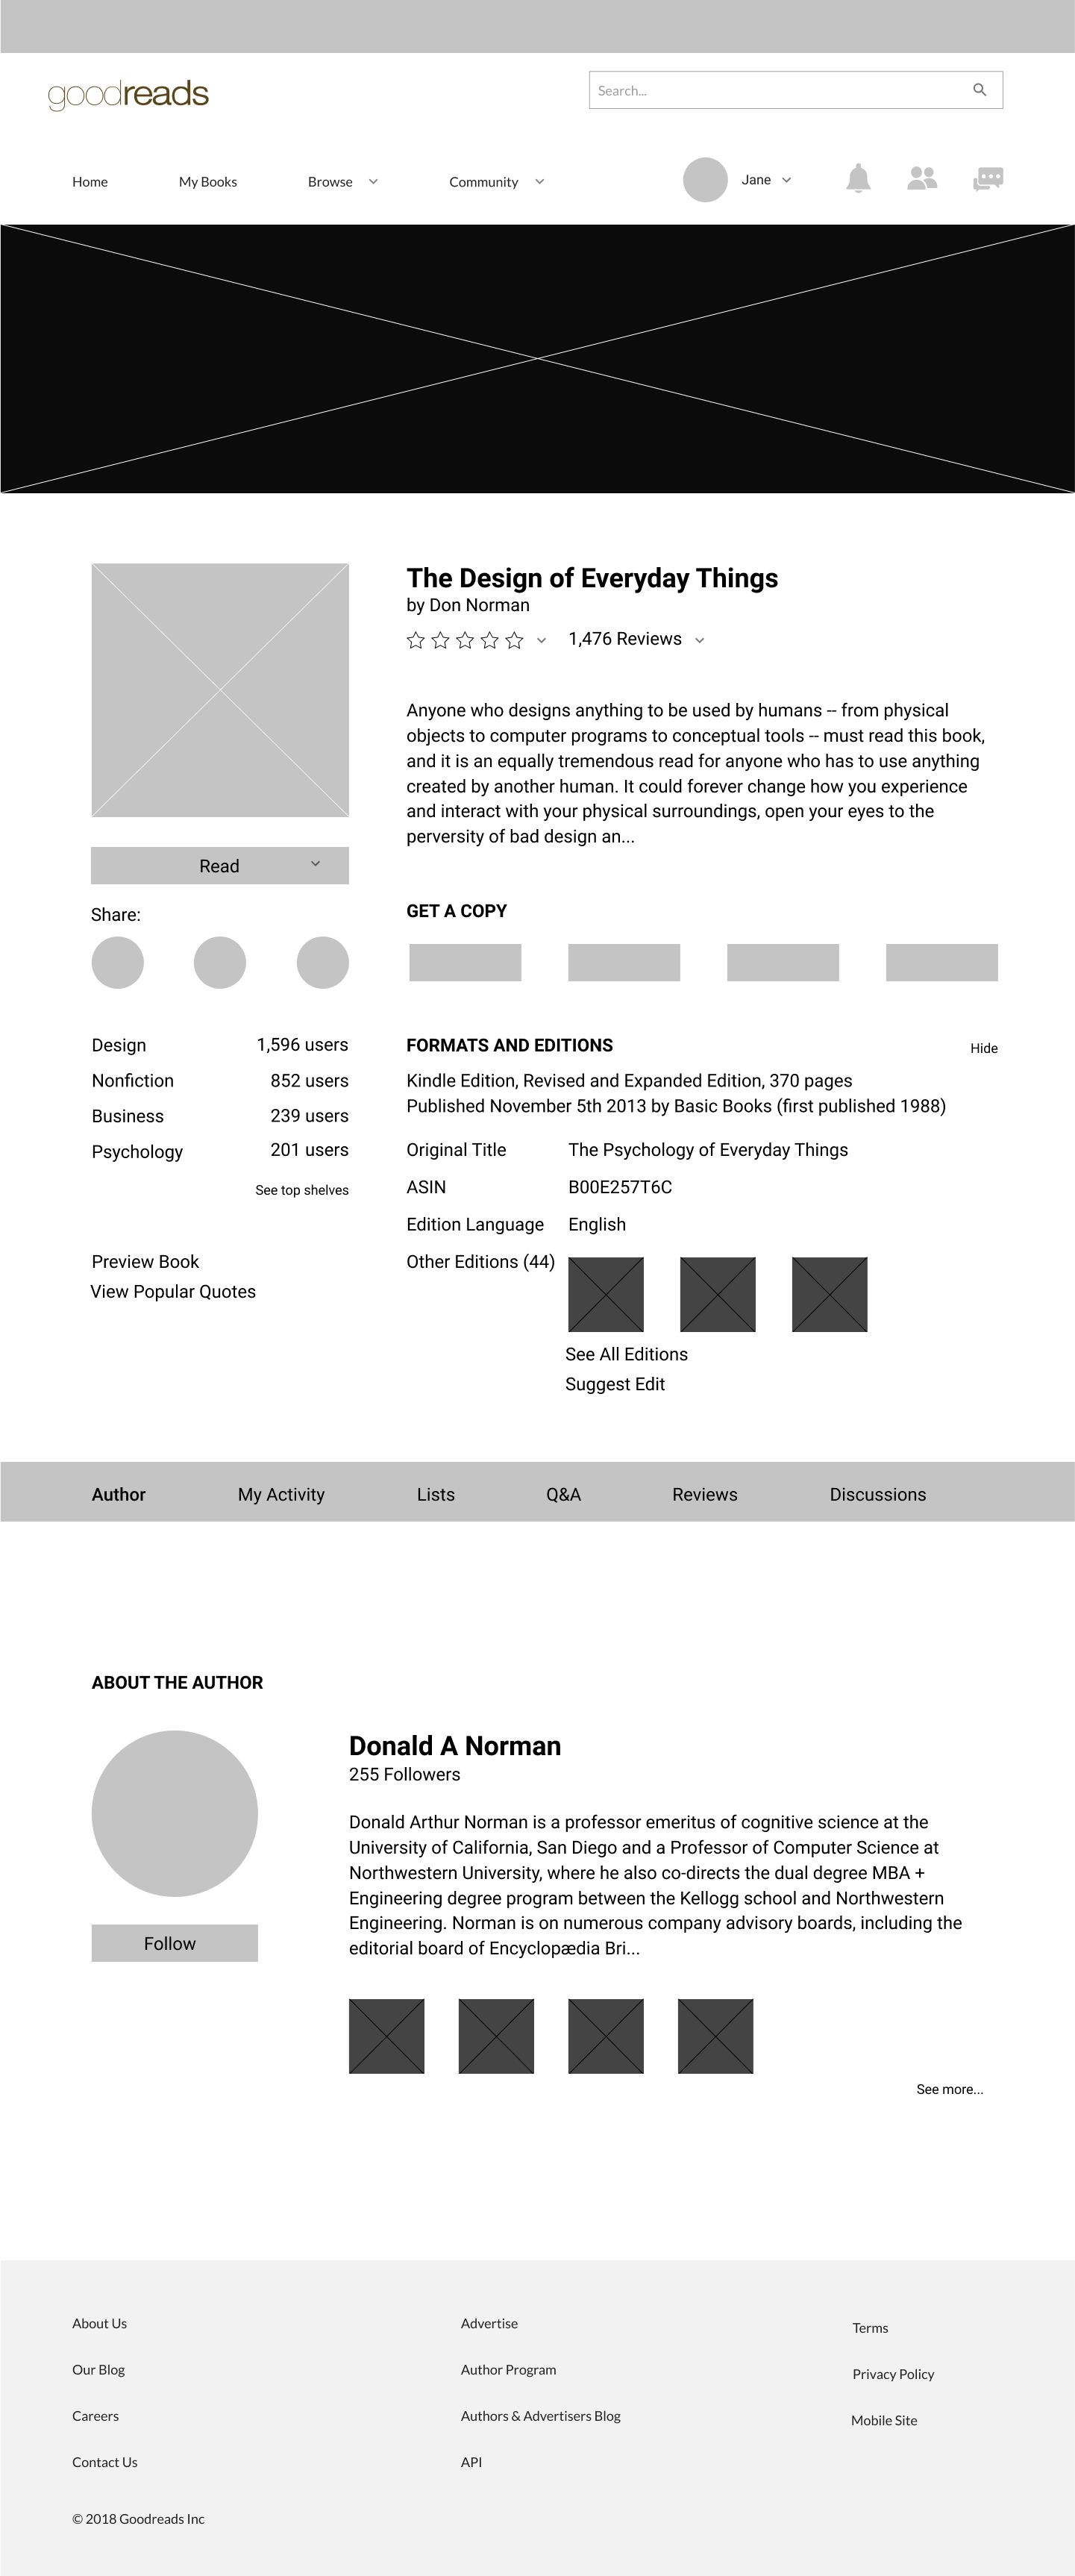 goodreads
Search...
Home
My Books
Browse
Community
Jane
The Design of Everyday Things
by Don Norman
1,476 Reviews
Anyone who designs anything to be used by humans -- from physical
objects to computer programs to conceptual tools -- must read this book,
and it is an equally tremendous read for anyone who has to use anything
created by another human. It could forever change how you experience
and interact with your physical surroundings, open your eyes to the
perversity of bad design an...
Read
Share:
GET A COPY
Design 1,596 users
Nonfiction 852 users
Business 239 users
Psychology 201 users
See top shelves
Preview Book
View Popular Quotes
FORMATS AND EDITIONS
Hide
Kindle Edition, Revised and Expanded Edition, 370 pages
Published November 5th 2013 by Basic Books (first published 1988)
Original Title The Psychology of Everyday Things
ASIN B00E257T6C
Edition Language English
Other Editions (44)
See All Editions
Suggest Edit
Author
My Activity
Lists
Q&A
Reviews
Discussions
ABOUT THE AUTHOR
Follow
Donald A Norman
255 Followers
Donald Arthur Norman is a professor emeritus of cognitive science at the
University of California, San Diego and a Professor of Computer Science at
Northwestern University, where he also co-directs the dual degree MBA +
Engineering degree program between the Kellogg school and Northwestern
Engineering. Norman is on numerous company advisory boards, including the
editorial board of Encyclopædia Bri...
See more...
About Us
Our Blog
Careers
Contact Us
Advertise
Author Program
Authors & Advertisers Blog
API
Terms
Privacy Policy
Mobile Site
© 2018 Goodreads Inc